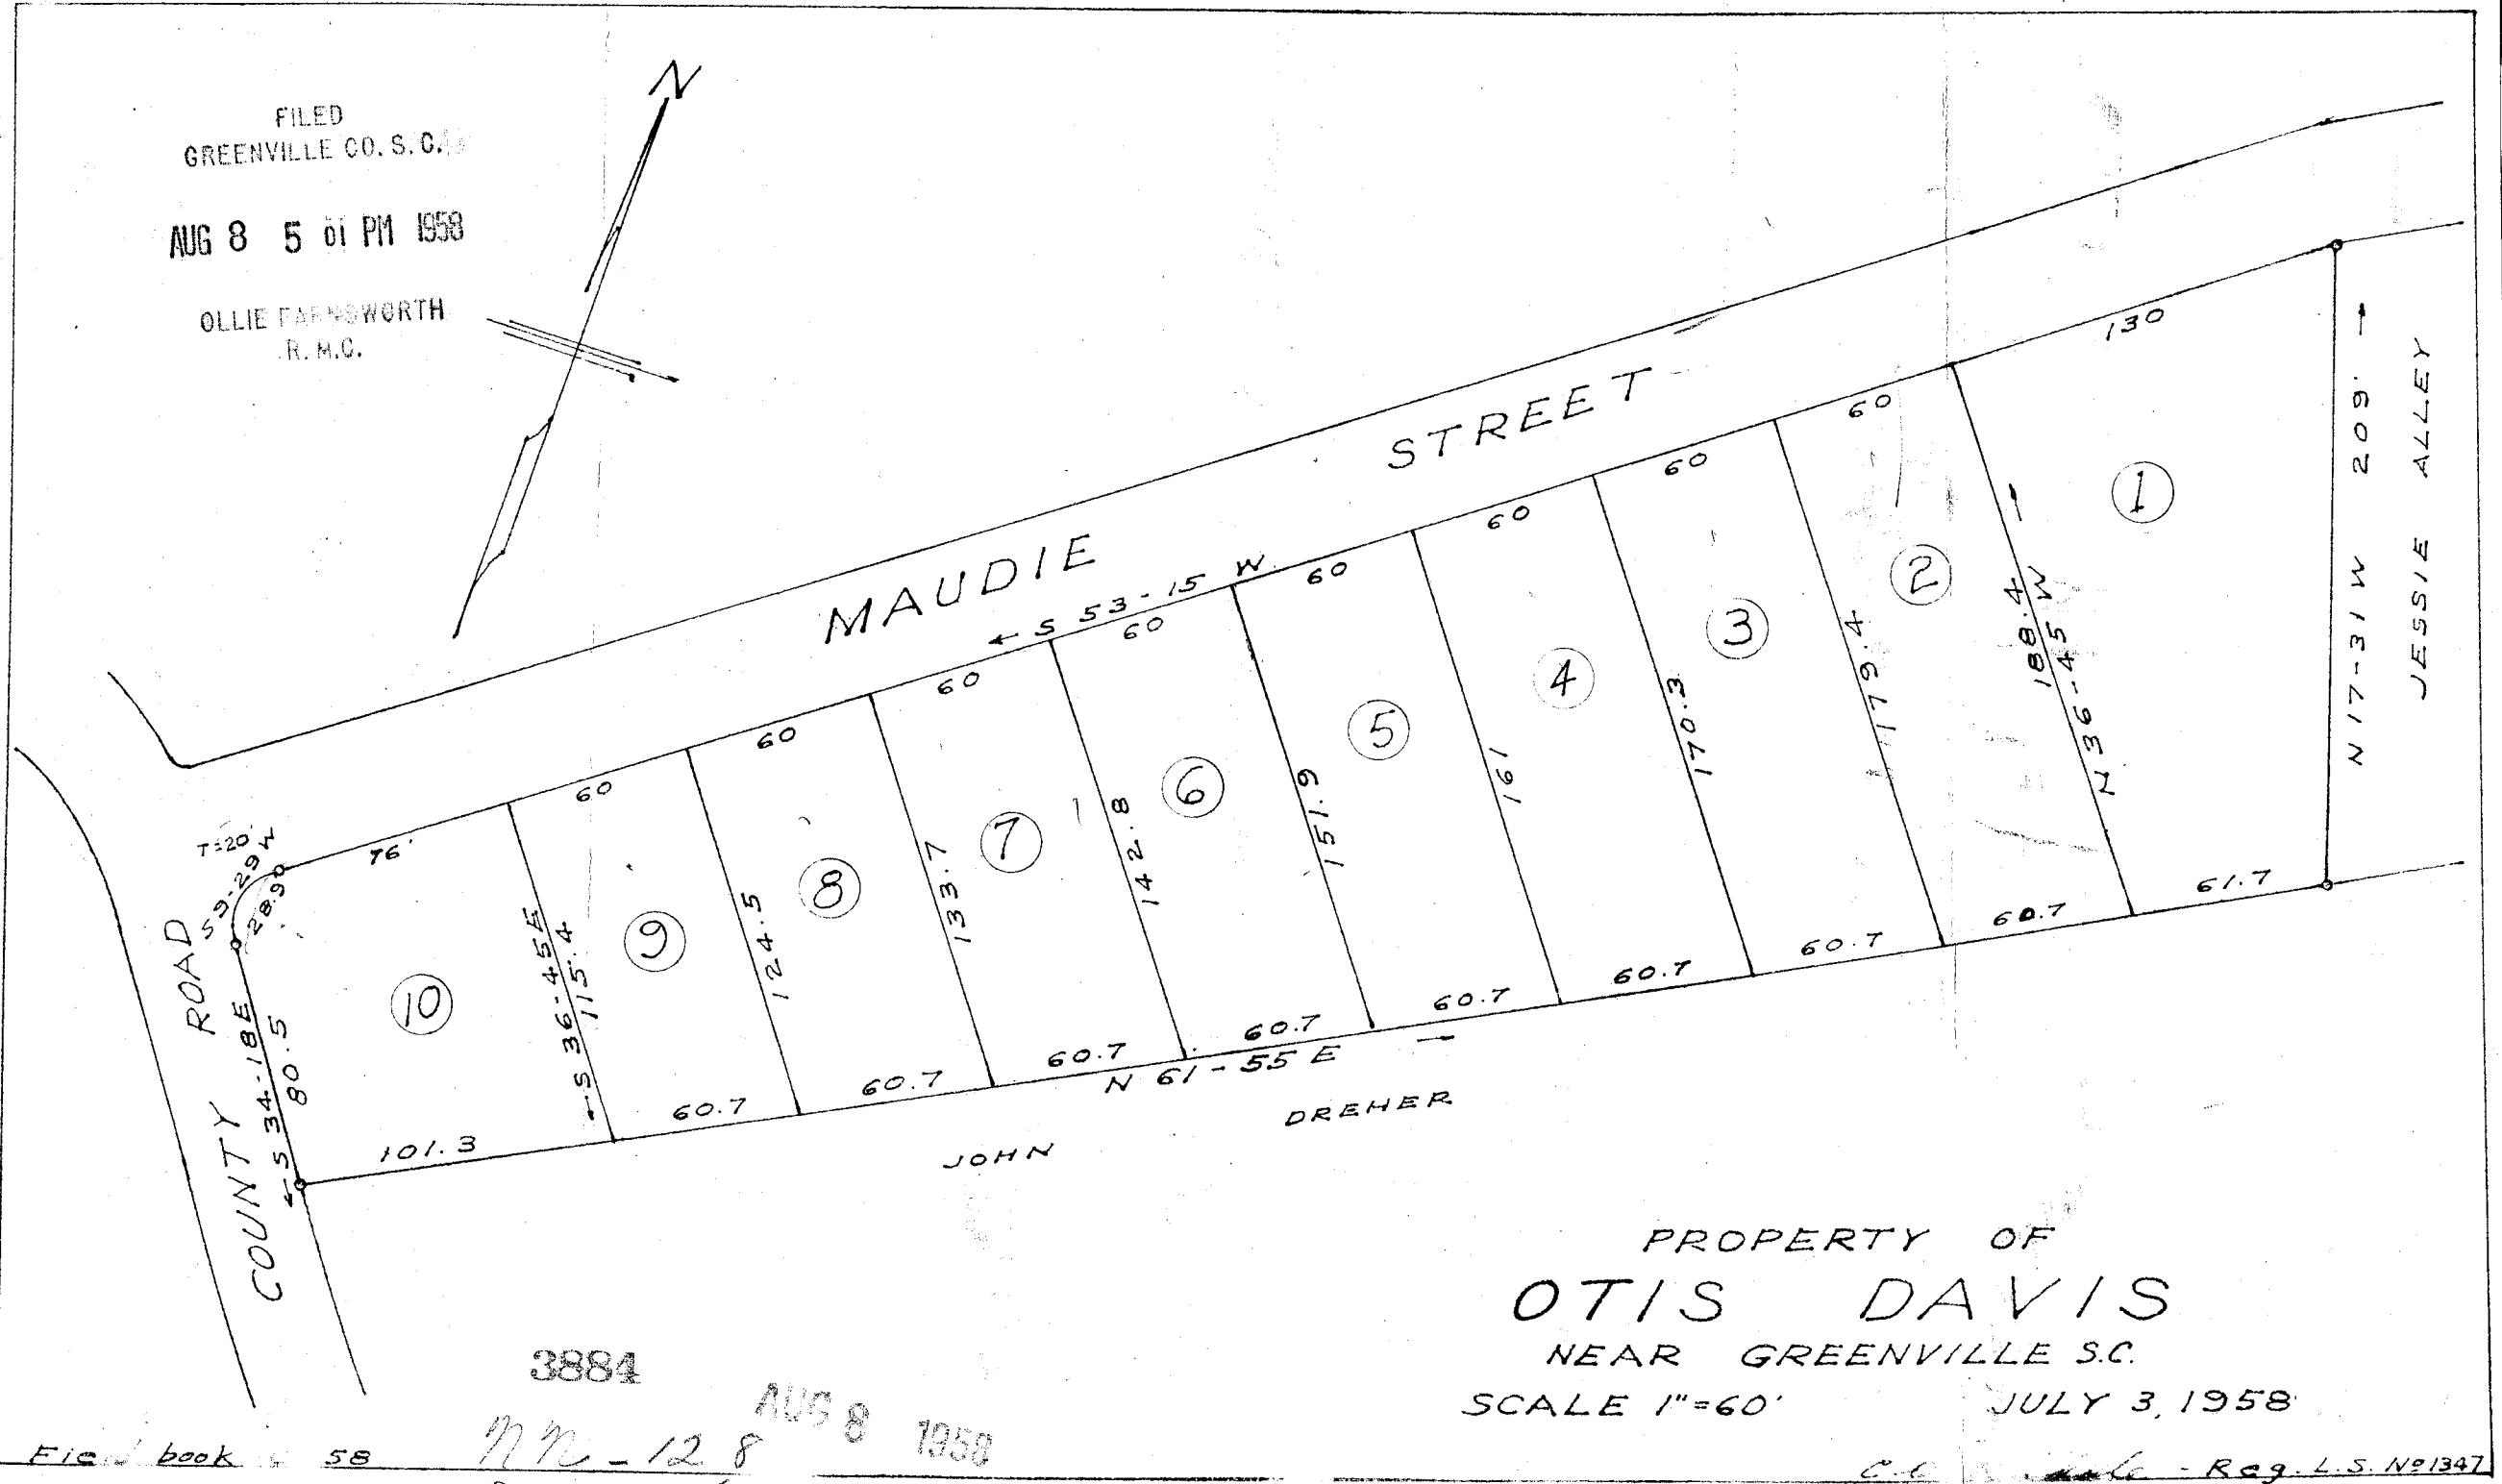 N
FILED
GREENVILLE CO. S. C.
AUG 8 5 01 PM 1958
OLLIE FARNSWORTH
R. M. C.
MAUDIE STREET
← S 53-15 W
130
60
60
60
60
60
60
60
60
76'
1
2
3
4
5
6
7
8
9
10
N 17-31 W 209' →
JESSIE ALLEY
188.4 →
N 36-45 W
179.4
170.3
161
151.9
142.8
133.7
124.5
← S 36-45 E
115.4
T=20'
S 9-29 W
28.90
← S 34-18 E
80.5
COUNTY ROAD
101.3
60.7
60.7
60.7
60.7
60.7
60.7
60.7
60.7
61.7
N 61-55 E →
JOHN DREHER
PROPERTY OF
OTIS DAVIS
NEAR GREENVILLE S.C.
SCALE 1"=60' JULY 3, 1958
3884
AUG 8 1958
book 58
NN-128
Reg. L.S. Nº 1347